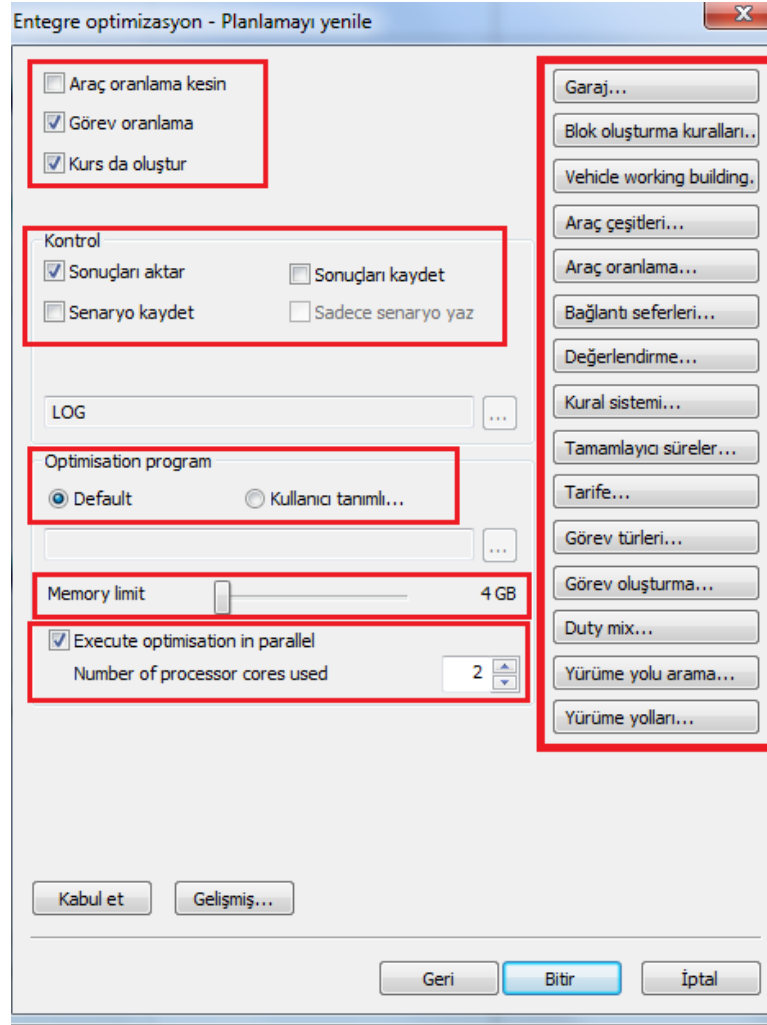 Entegre optimizasyon - Planlamayı yenile
Araç oranlama kesin
Görev oranlama
Kurs da oluştur
Kontrol
Sonuçları aktar
Sonuçları kaydet
Senaryo kaydet
Sadece senaryo yaz
LOG
...
Optimisation program
Default
Kullanıcı tanımlı...
...
Memory limit
4 GB
Execute optimisation in parallel
Number of processor cores used
2
Garaj...
Blok oluşturma kuralları..
Vehicle working building.
Araç çeşitleri...
Araç oranlama...
Bağlantı seferleri...
Değerlendirme...
Kural sistemi...
Tamamlayıcı süreler...
Tarife...
Görev türleri...
Görev oluşturma...
Duty mix...
Yürüme yolu arama...
Yürüme yolları...
Kabul et
Gelişmiş...
Geri
Bitir
İptal